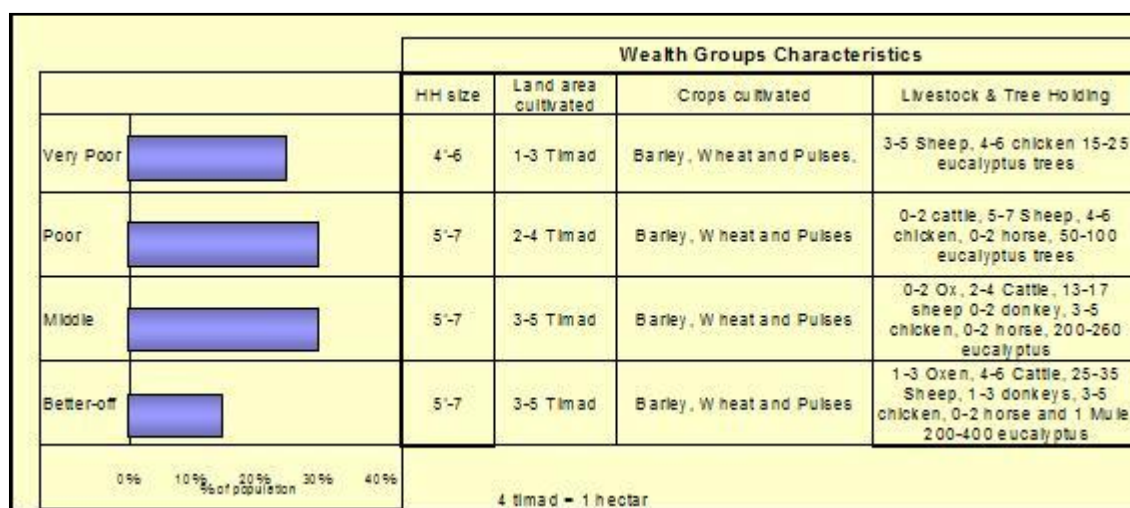 Wealth Groups Characteristics
HH size
Land area
cultivated
Crops cultivated
Livestock & Tree Holding
Very Poor
4'-6
1-3 Timad
Barley, Wheat and Pulses,
3-5 Sheep, 4-6 chicken 15-25
eucalyptus trees
Poor
5'-7
2-4 Timad
Barley, Wheat and Pulses
0-2 cattle, 5-7 Sheep, 4-6
chicken, 0-2 horse, 50-100
eucalyptus trees
Middle
5'-7
3-5 Timad
Barley, Wheat and Pulses
0-2 Ox, 2-4 Cattle, 13-17
sheep 0-2 donkey, 3-5
chicken, 0-2 horse, 200-260
eucalyptus
Better-off
5'-7
3-5 Timad
Barley, Wheat and Pulses
1-3 Oxen, 4-6 Cattle, 25-35
Sheep, 1-3 donkeys, 3-5
chicken, 0-2 horse and 1 Mule
200-400 eucalyptus
0% 10% 20% 30% 40%
% of population
4 timad = 1 hectar